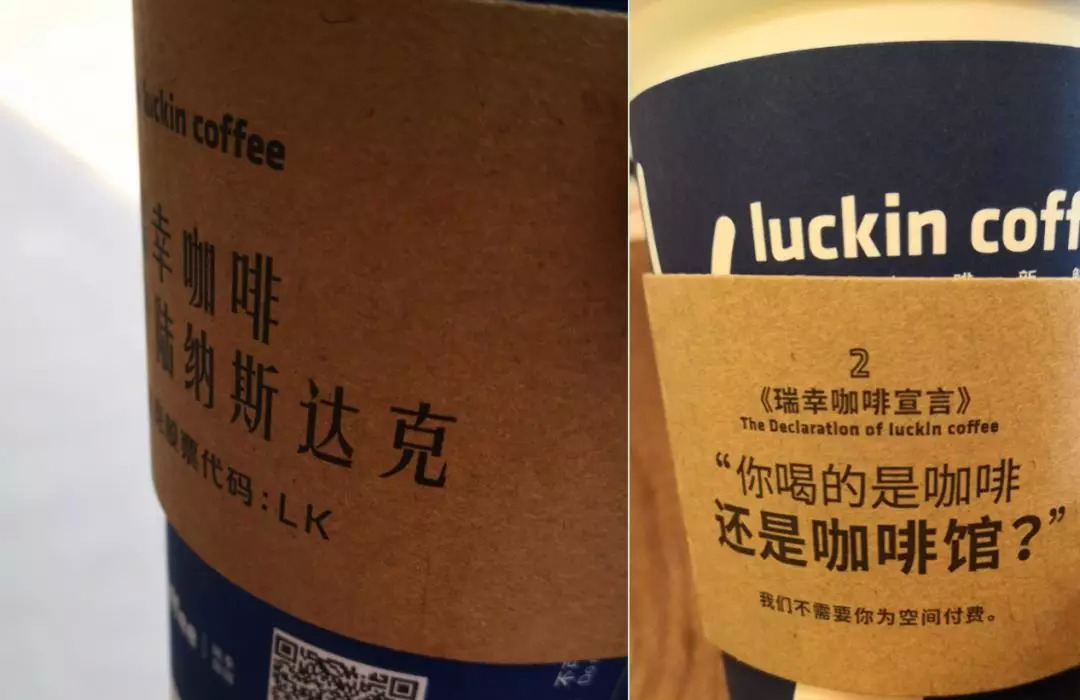 luckin coffee
幸咖啡
陆纳斯达克
股票代码:LK
luckin coff
2
《瑞幸咖啡宣言》
The Declaration of luckin coffee
“你喝的是咖啡
还是咖啡馆？”
我们不需要你为空间付费。